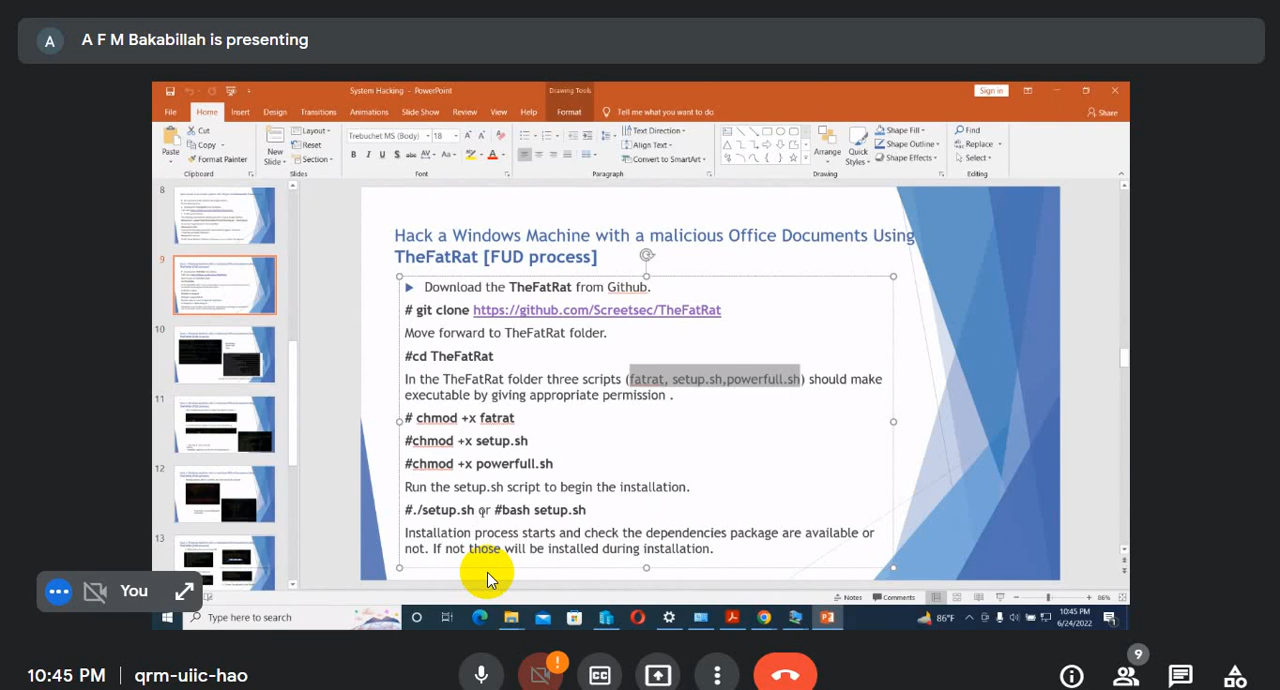 A
A F M Bakabillah is presenting
System Hacking - PowerPoint
Drawing Tools
Sign in
File
Home
Insert
Design
Transitions
Animations
Slide Show
Review
View
Help
Format
Tell me what you want to do
Share
Paste
Cut
Copy
Format Painter
Clipboard
New
Slide
Layout
Reset
Section
Slides
Trebuchet MS (Body)
18
Font
Text Direction
Align Text
Convert to SmartArt
Paragraph
Arrange
Quick
Styles
Shape Fill
Shape Outline
Shape Effects
Drawing
Find
Replace
Select
Editing
8
9
10
11
12
13
Hack a Windows Machine with a malicious Office Documents Using
TheFatRat [FUD process]
Download the TheFatRat from Github.
# git clone https://github.com/Screetsec/TheFatRat
Move forward to TheFatRat folder.
#cd TheFatRat
In the TheFatRat folder three scripts (fatrat, setup.sh,powerfull.sh) should make
executable by giving appropriate permission .
# chmod +x fatrat
#chmod +x setup.sh
#chmod +x powerfull.sh
Run the setup.sh script to begin the installation.
#./setup.sh or #bash setup.sh
Installation process starts and check the dependencies package are available or
not. If not those will be installed during installation.
You
Notes
Comments
86%
Type here to search
86°F
10:45 PM
6/24/2022
10:45 PM | qrm-uiic-hao
9